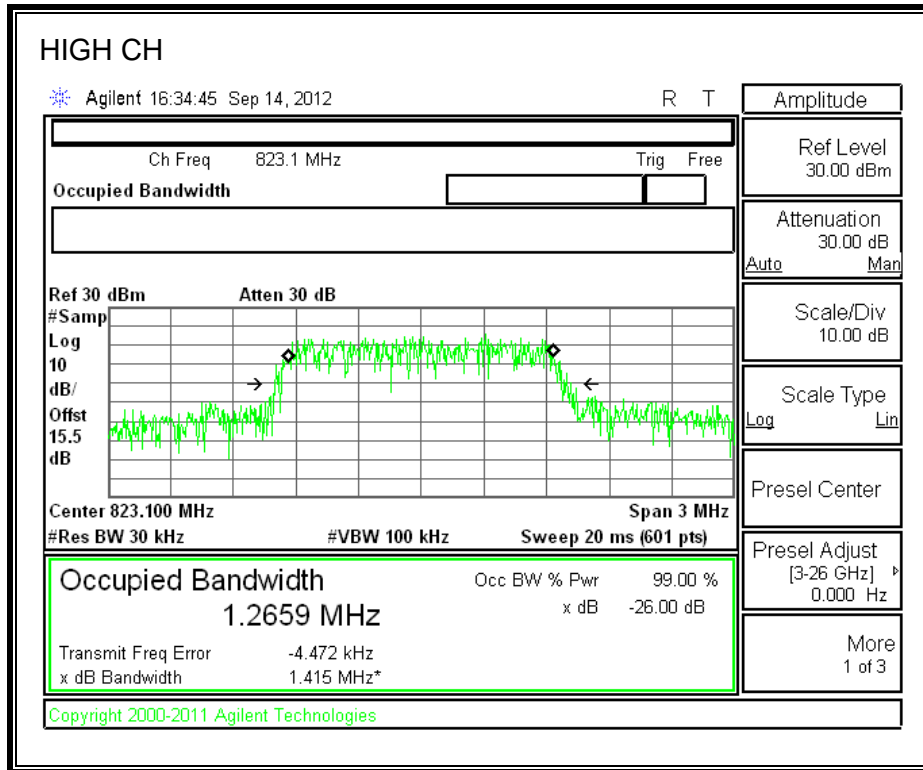 HIGH CH
Agilent 16:34:45 Sep 14, 2012 R T
Amplitude
Ch Freq 823.1 MHz Trig Free
Occupied Bandwidth
Ref Level
30.00 dBm
Attenuation
30.00 dB
Auto Man
Scale/Div
10.00 dB
Scale Type
Log Lin
Presel Center
Presel Adjust
[3-26 GHz]
0.000 Hz
More
1 of 3
Ref 30 dBm Atten 30 dB
#Samp
Log
10
dB/
Offst
15.5
dB
Center 823.100 MHz Span 3 MHz
#Res BW 30 kHz #VBW 100 kHz Sweep 20 ms (601 pts)
Occupied Bandwidth Occ BW % Pwr 99.00 %
1.2659 MHz x dB -26.00 dB
Transmit Freq Error -4.472 kHz
x dB Bandwidth 1.415 MHz*
Copyright 2000-2011 Agilent Technologies